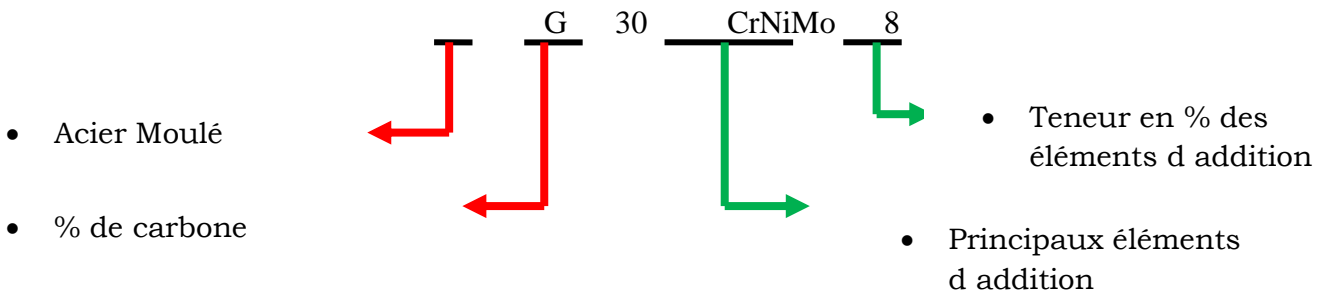 G 30 CrNiMo 8
• Acier Moulé
• % de carbone
• Teneur en % des
éléments d addition
• Principaux éléments
d addition